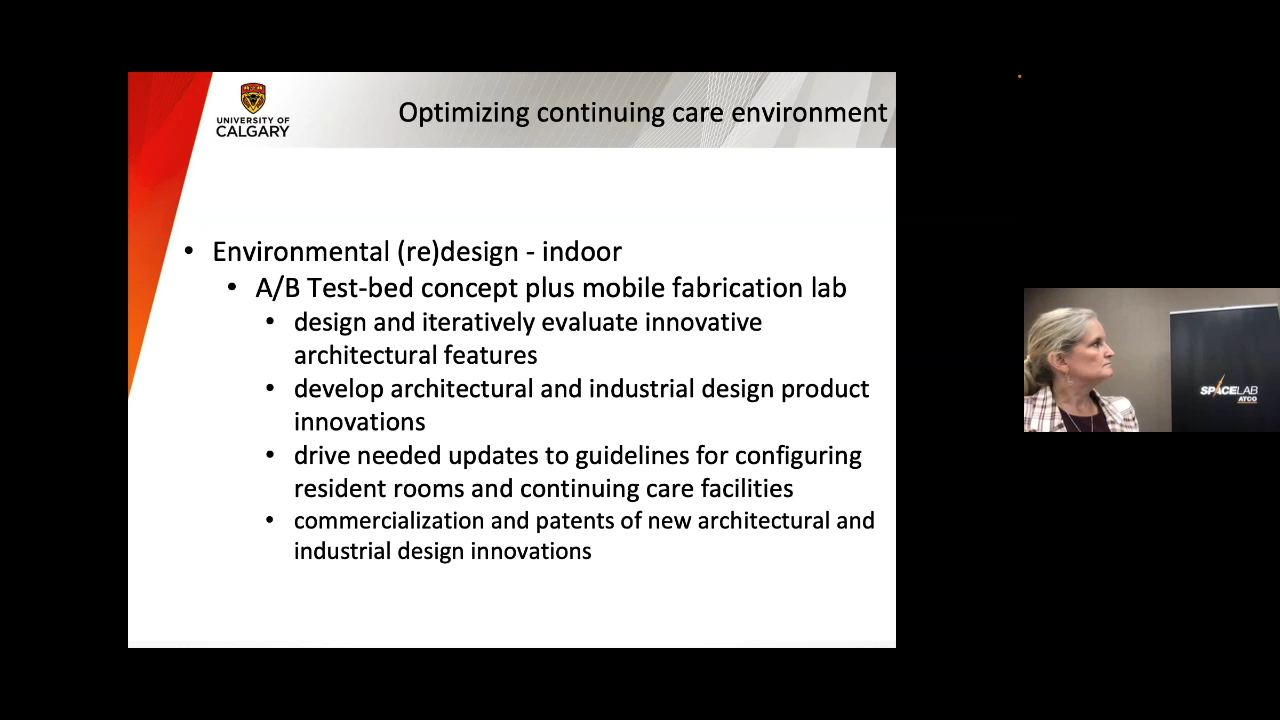 UNIVERSITY OF
CALGARY
Optimizing continuing care environment
• Environmental (re)design - indoor
• A/B Test-bed concept plus mobile fabrication lab
• design and iteratively evaluate innovative
architectural features
• develop architectural and industrial design product
innovations
• drive needed updates to guidelines for configuring
resident rooms and continuing care facilities
• commercialization and patents of new architectural and
industrial design innovations
SPACELAB
ATCO